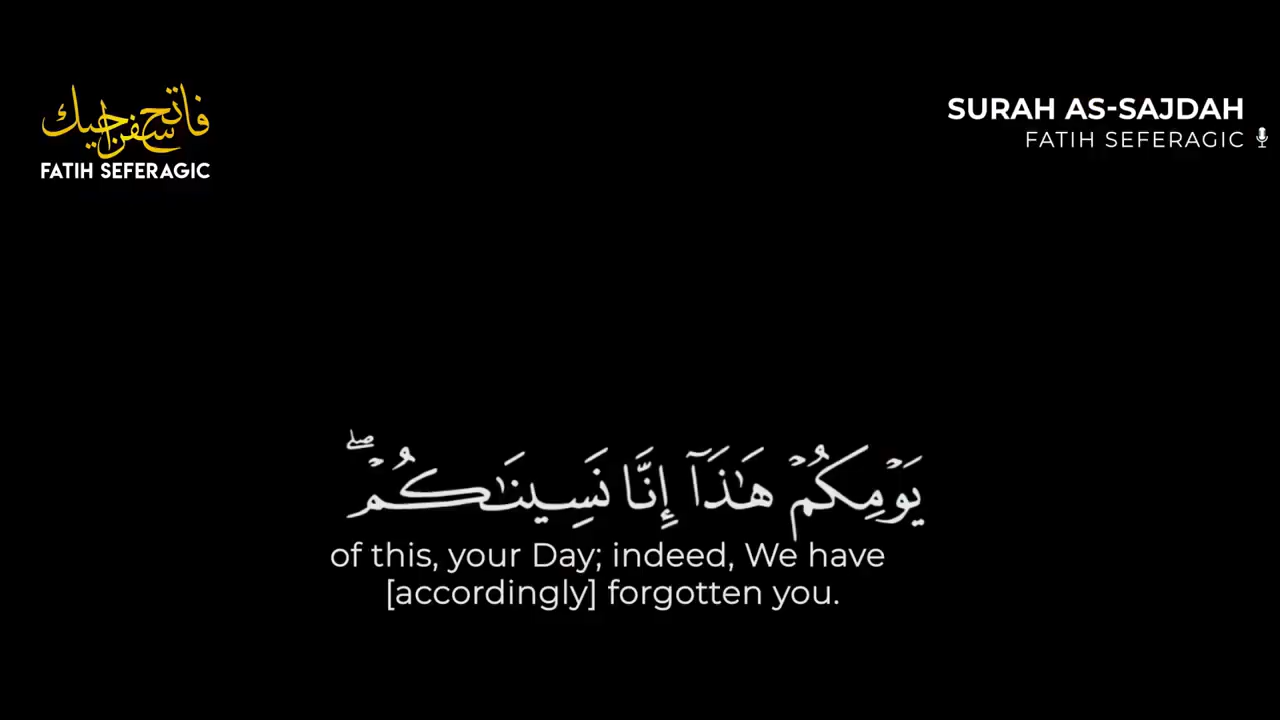 فاتح سفراجيك
FATIH SEFERAGIC
SURAH AS-SAJDAH
FATIH SEFERAGIC
يَوۡمِكُمۡ هَٰذَآ إِنَّا نَسِينَٰكُمۡۖ
of this, your Day; indeed, We have
[accordingly] forgotten you.